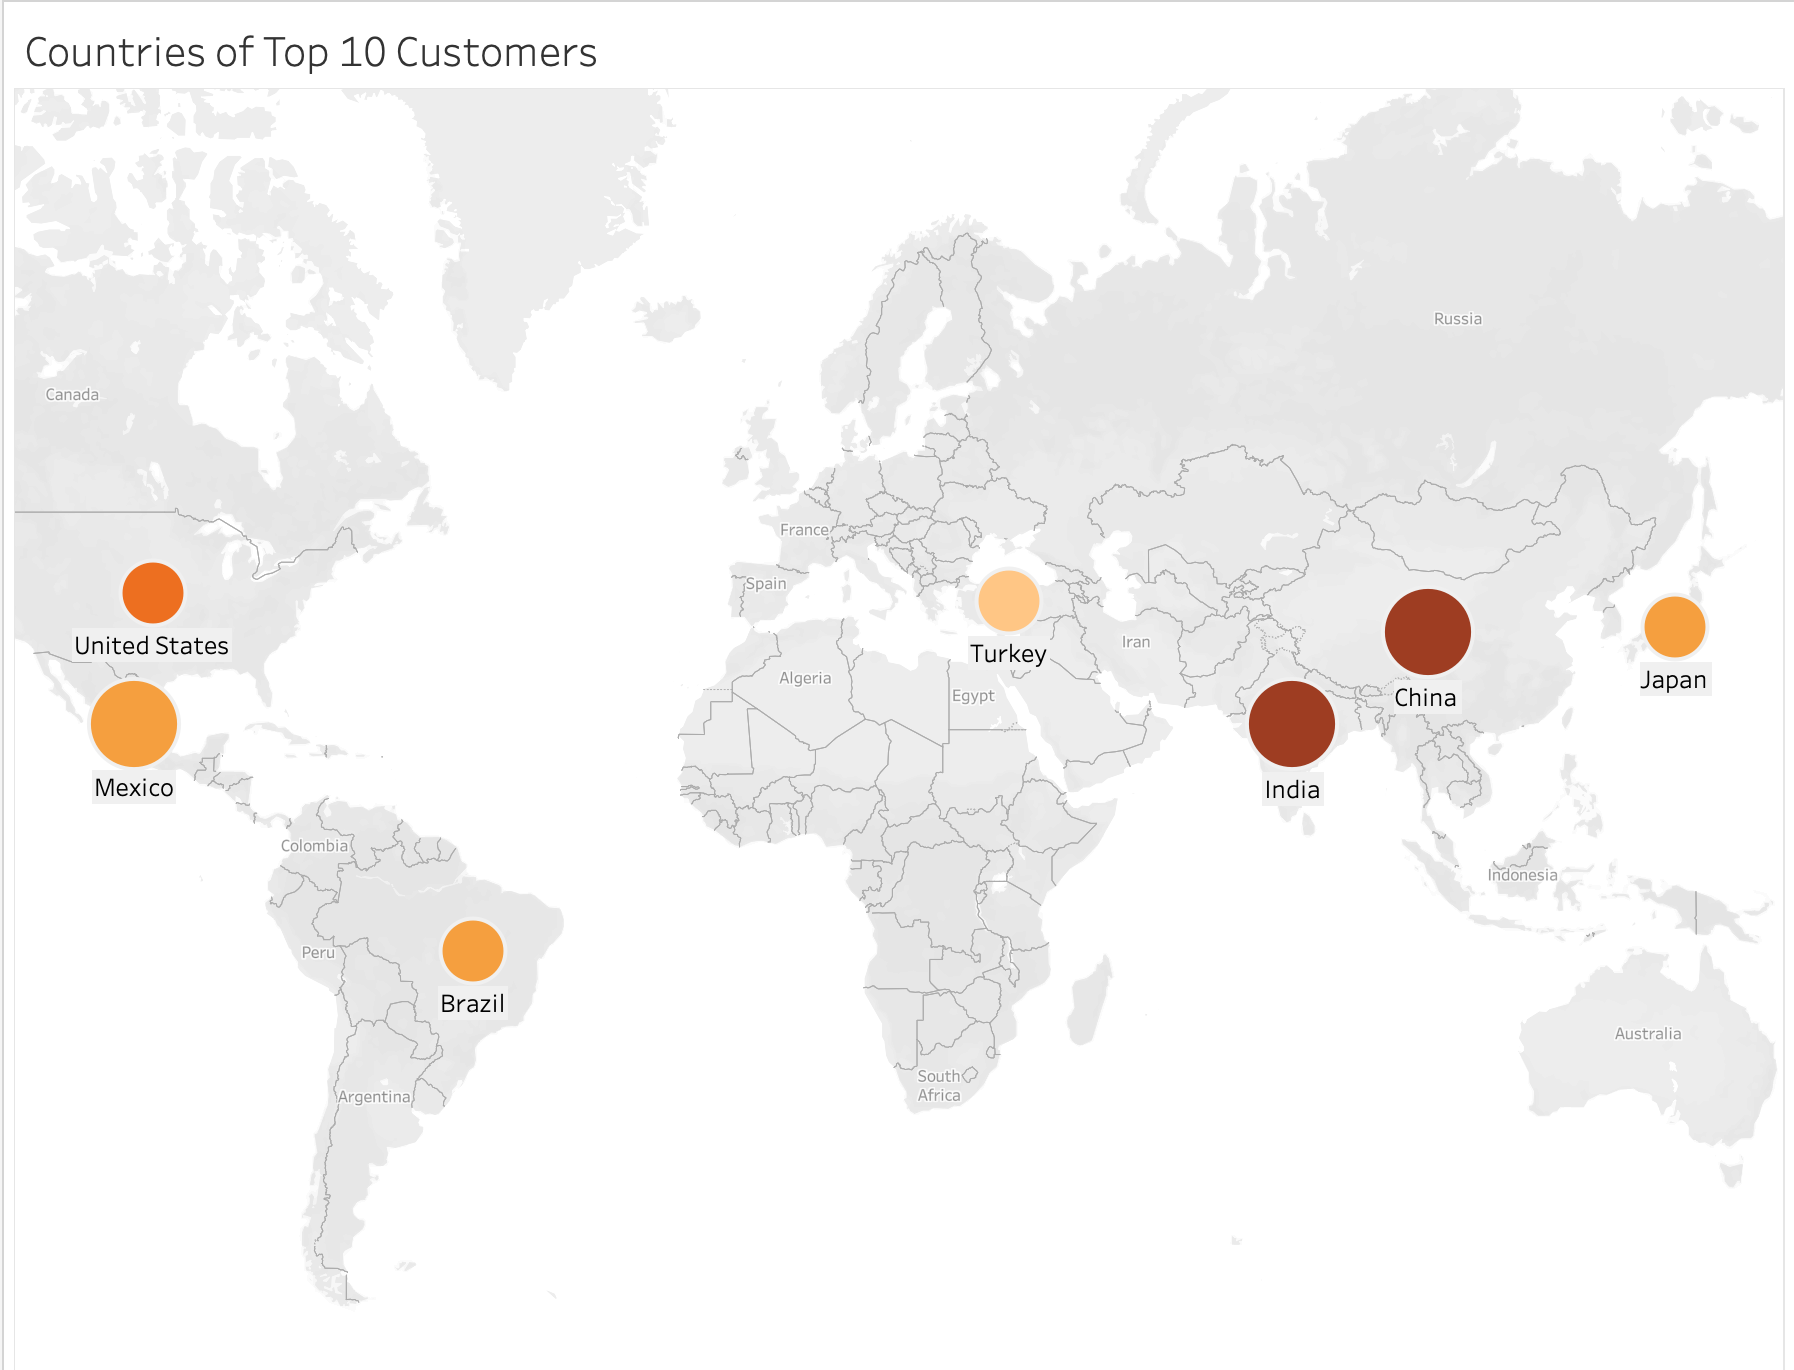 Countries of Top 10 Customers
Russia
Canada
France
Spain
United States
Turkey
Iran
China
Japan
Algeria
Egypt
Mexico
India
Colombia
Indonesia
Peru
Brazil
Australia
South
Africa
Argentina